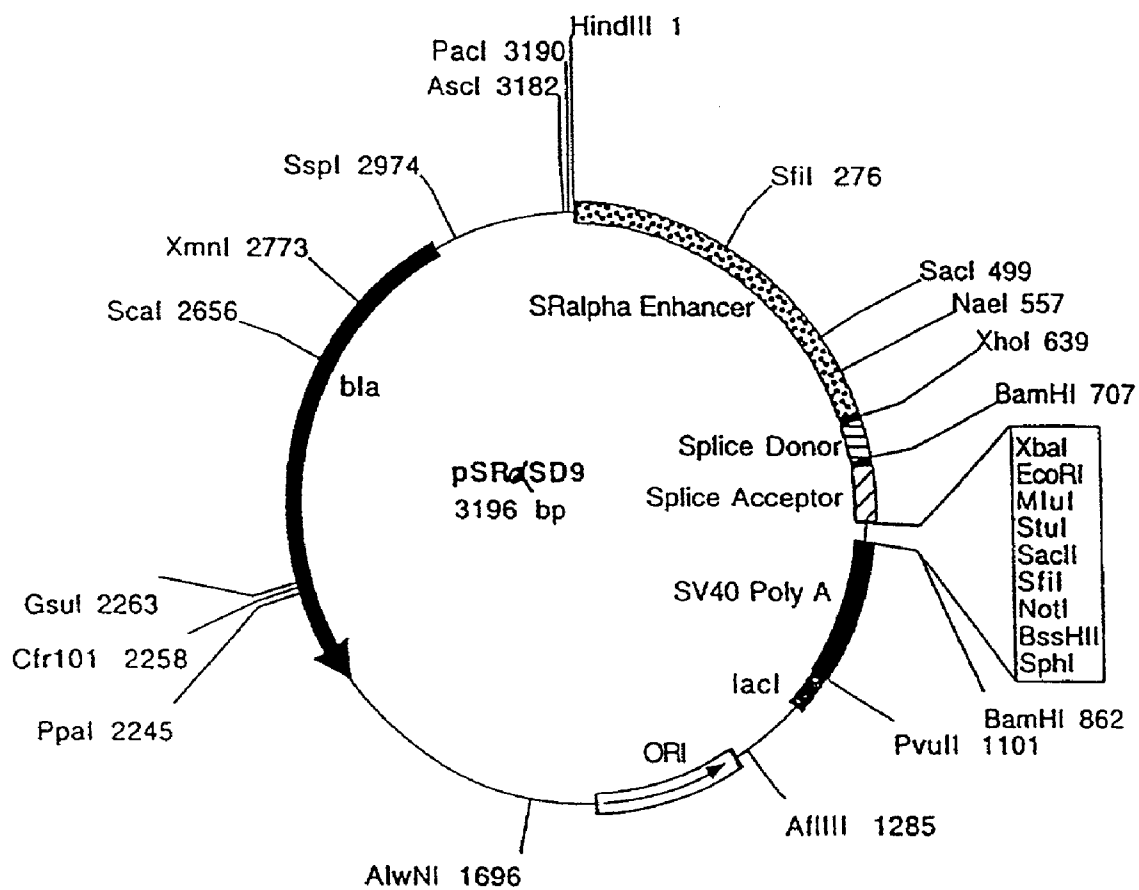 HindIII 1
PacI 3190
AscI 3182
SspI 2974
SfiI 276
XmnI 2773
SacI 499
ScaI 2656
NaeI 557
SRalpha Enhancer
XhoI 639
bla
BamHI 707
Splice Donor
pSRαSD9
Splice Acceptor
3196 bp
XbaI
EcoRI
MluI
StuI
SacII
SfiI
NotI
BssHII
SphI
SV40 Poly A
GsuI 2263
Cfr101 2258
lacI
PpaI 2245
BamHI 862
PvuII 1101
ORI
AflIII 1285
AlwNI 1696